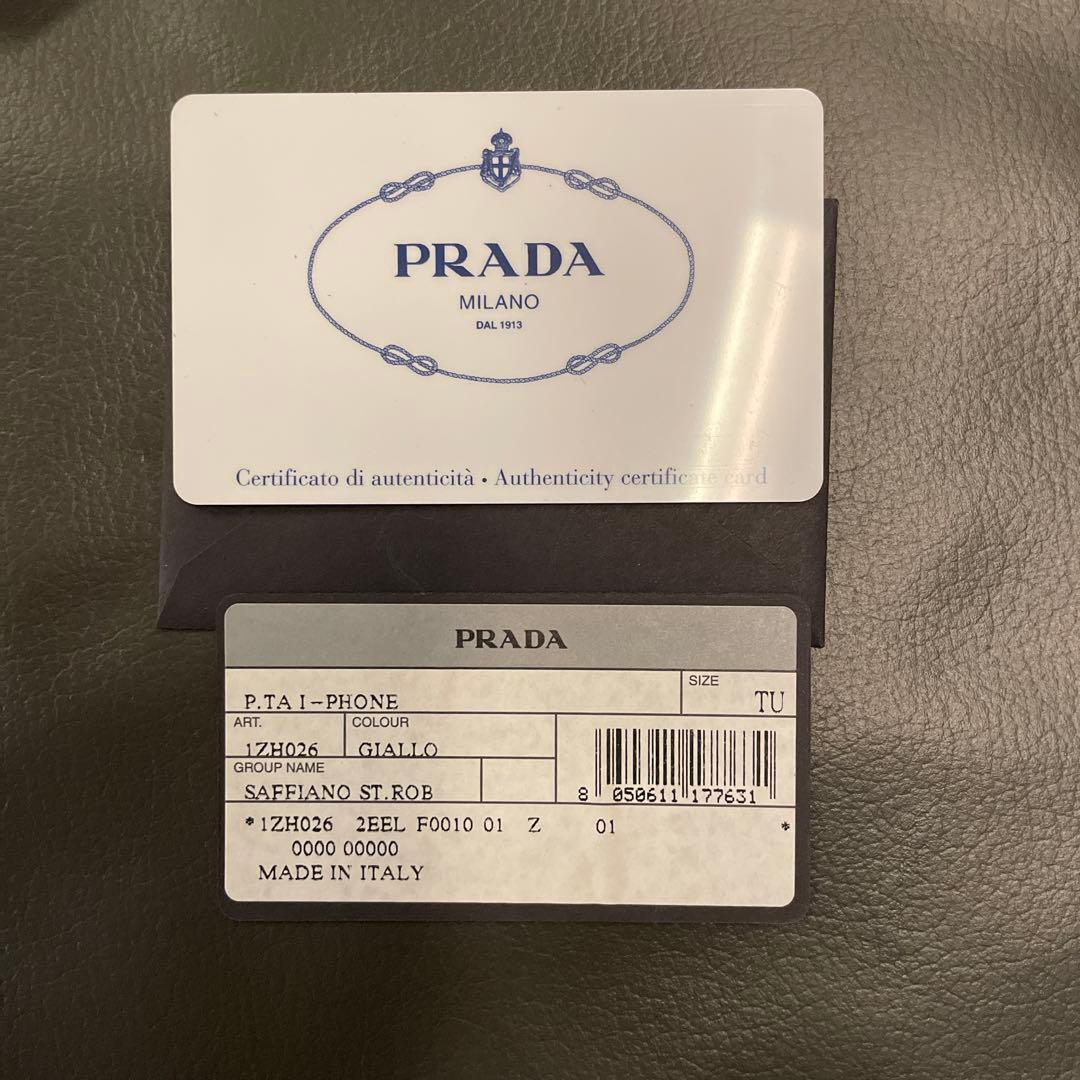 PRADA
MILANO
DAL 1913
Certificato di autenticità • Authenticity certificate card
PRADA
P.TA I-PHONE
SIZE
TU
ART.
1ZH026
COLOUR
GIALLO
GROUP NAME
SAFFIANO ST.ROB
8 050611 177631
*1ZH026 2EEL F0010 01 Z 01 *
0000 00000
MADE IN ITALY